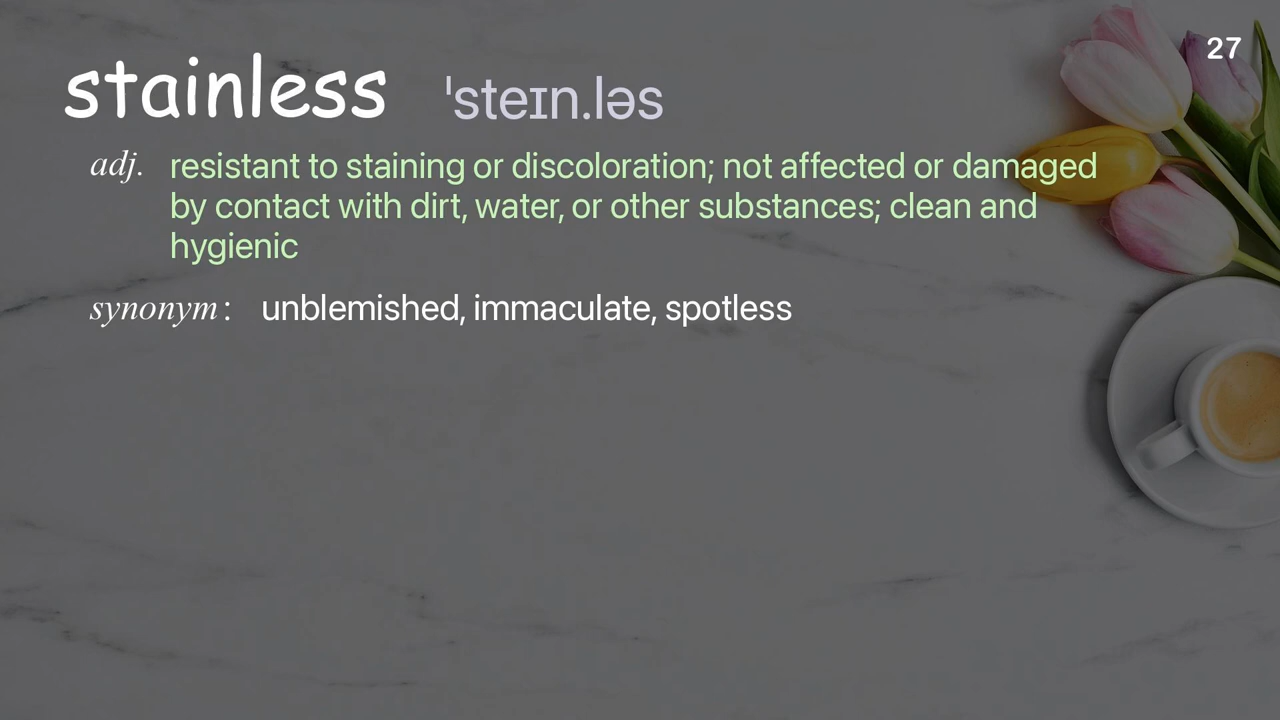 27
stainless ˈsteɪn.ləs
adj. resistant to staining or discoloration; not affected or damaged
by contact with dirt, water, or other substances; clean and
hygienic
synonym: unblemished, immaculate, spotless